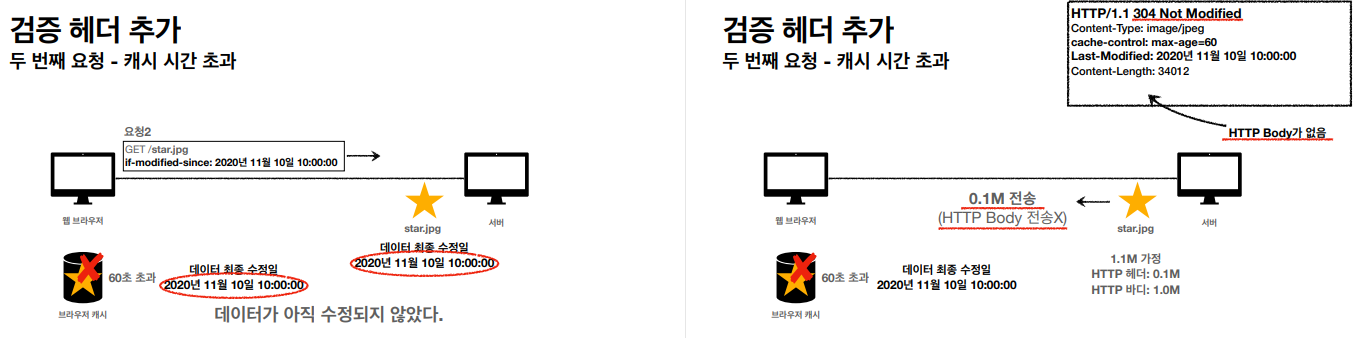 검증 헤더 추가
두 번째 요청 - 캐시 시간 초과
요청2
GET /star.jpg
if-modified-since: 2020년 11월 10일 10:00:00
웹 브라우저
서버
star.jpg
데이터 최종 수정일
2020년 11월 10일 10:00:00
60초 초과
데이터 최종 수정일
2020년 11월 10일 10:00:00
브라우저 캐시
데이터가 아직 수정되지 않았다.
검증 헤더 추가
두 번째 요청 - 캐시 시간 초과
HTTP/1.1 304 Not Modified
Content-Type: image/jpeg
cache-control: max-age=60
Last-Modified: 2020년 11월 10일 10:00:00
Content-Length: 34012
HTTP Body가 없음
웹 브라우저
0.1M 전송
(HTTP Body 전송X)
star.jpg
서버
60초 초과
데이터 최종 수정일
2020년 11월 10일 10:00:00
브라우저 캐시
1.1M 가정
HTTP 헤더: 0.1M
HTTP 바디: 1.0M